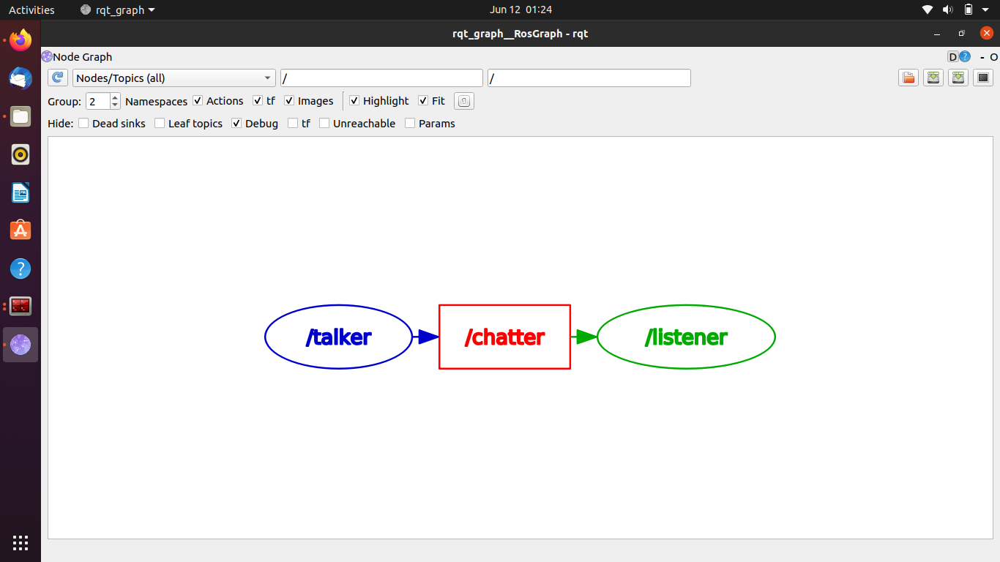 Activities rqt_graph Jun 12 01:24
rqt_graph__RosGraph - rqt
Node Graph D ? - O
Nodes/Topics (all) / /
Group: 2 Namespaces Actions tf Images Highlight Fit
Hide: Dead sinks Leaf topics Debug tf Unreachable Params
/talker /chatter /listener